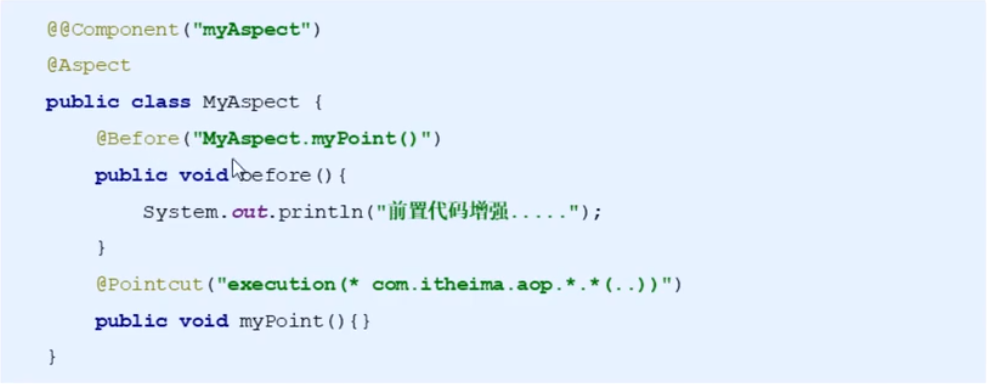 @@Component("myAspect")
@Aspect
public class MyAspect {
@Before("MyAspect.myPoint()")
public void before(){
System.out.println("前置代码增强.....");
}
@Pointcut("execution(* com.itheima.aop.*.*(..))")
public void myPoint(){}
}